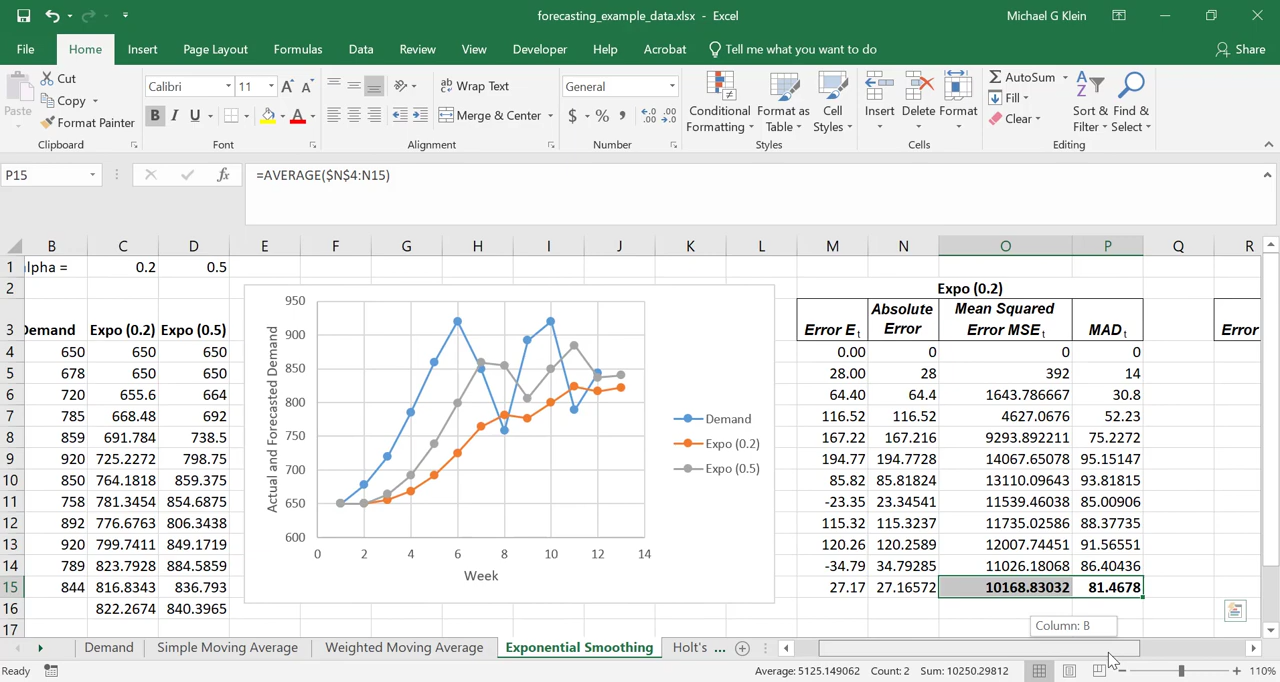 forecasting_example_data.xlsx - Excel
Michael G Klein
File Home Insert Page Layout Formulas Data Review View Developer Help Acrobat Tell me what you want to do Share
Paste
Cut
Copy
Format Painter
Clipboard
Calibri 11
B I U
Font
Wrap Text
Merge & Center
Alignment
General
$ % ,
Number
Conditional Formatting
Format as Table
Cell Styles
Styles
Insert Delete Format
Cells
AutoSum
Fill
Clear
Sort & Filter
Find & Select
Editing
P15 fx =AVERAGE($N$4:N15)
B C D E F G H I J K L M N O P Q R
1 lpha = 0.2 0.5
2 Expo (0.2)
3 Demand Expo (0.2) Expo (0.5) Error Et Absolute Error Mean Squared Error MSEt MADt Error
4 650 650 650 0.00 0 0 0
5 678 650 650 28.00 28 392 14
6 720 655.6 664 64.40 64.4 1643.786667 30.8
7 785 668.48 692 116.52 116.52 4627.0676 52.23
8 859 691.784 738.5 167.22 167.216 9293.892211 75.2272
9 920 725.2272 798.75 194.77 194.7728 14067.65078 95.15147
10 850 764.1818 859.375 85.82 85.81824 13110.09643 93.81815
11 758 781.3454 854.6875 -23.35 23.34541 11539.46038 85.00906
12 892 776.6763 806.3438 115.32 115.3237 11735.02586 88.37735
13 920 799.7411 849.1719 120.26 120.2589 12007.74451 91.56551
14 789 823.7928 884.5859 -34.79 34.79285 11026.18068 86.40436
15 844 816.8343 836.793 27.17 27.16572 10168.83032 81.4678
16 822.2674 840.3965
17
Actual and Forecasted Demand
950
900
850
800
750
700
650
600
0 2 4 6 8 10 12 14
Week
Demand
Expo (0.2)
Expo (0.5)
Column: B
Demand Simple Moving Average Weighted Moving Average Exponential Smoothing Holt's ...
Ready Average: 5125.149062 Count: 2 Sum: 10250.29812 110%